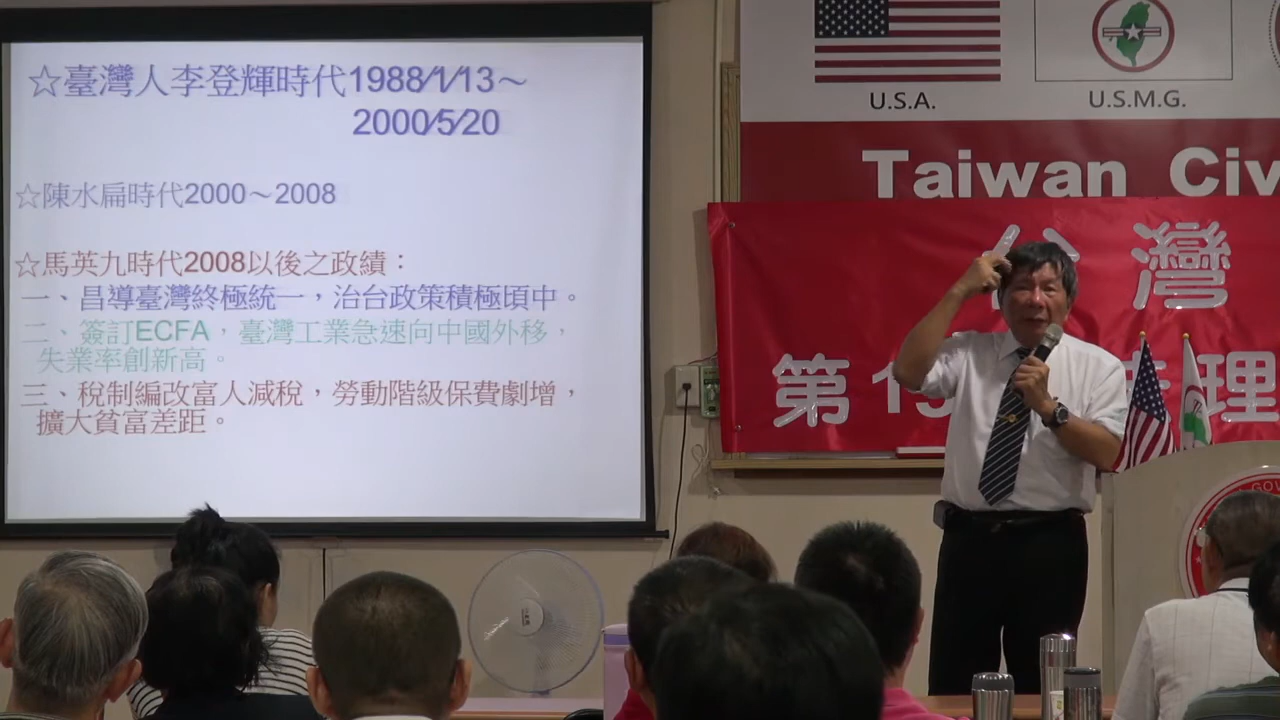 ☆臺灣人李登輝時代1988/1/13～
2000/5/20
☆陳水扁時代2000～2008
☆馬英九時代2008以後之政績：
一、昌導臺灣終極統一，治台政策積極頃中。
二、簽訂ECFA，臺灣工業急速向中國外移，
失業率創新高。
三、稅制編改富人減稅，勞動階級保費劇增，
擴大貧富差距。
U.S.A.
U.S.M.G.
Taiwan Civ
台灣
第1
理